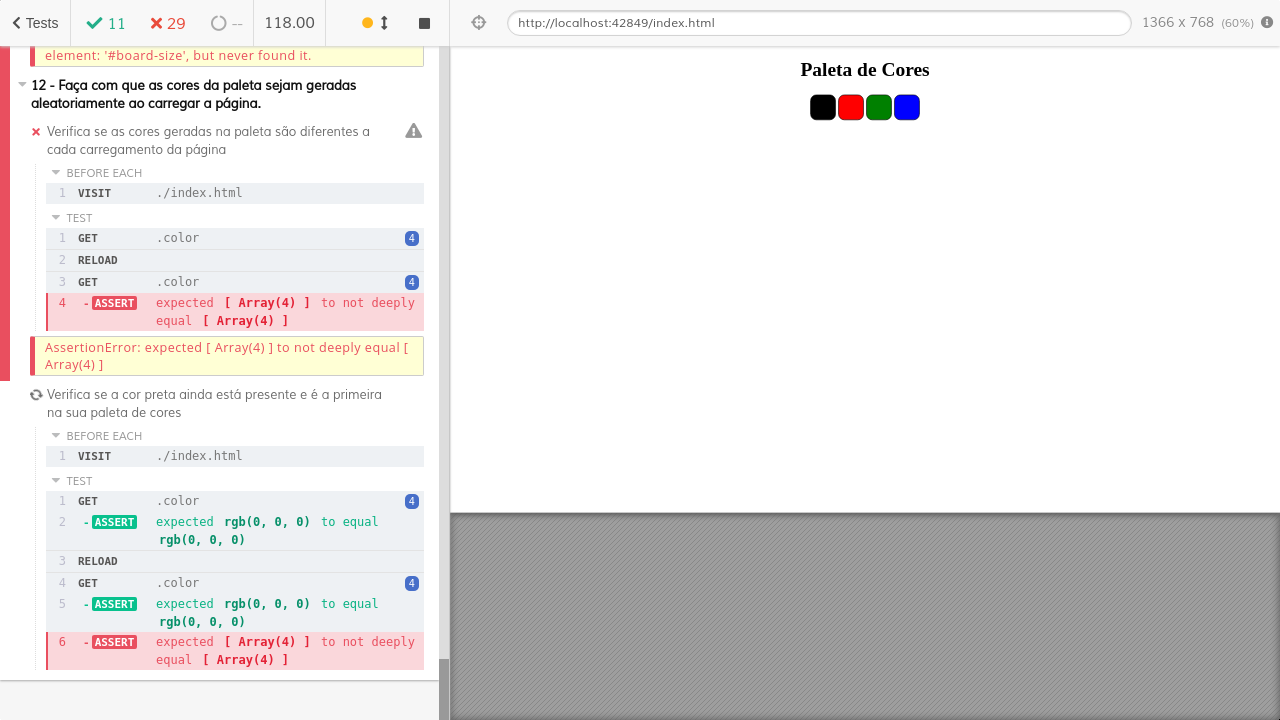 Tests 11 29 -- 118.00
element: '#board-size', but never found it.
12 - Faça com que as cores da paleta sejam geradas
aleatoriamente ao carregar a página.
Verifica se as cores geradas na paleta são diferentes a
cada carregamento da página
BEFORE EACH
1 VISIT ./index.html
TEST
1 GET .color 4
2 RELOAD
3 GET .color 4
4 -ASSERT expected [ Array(4) ] to not deeply
equal [ Array(4) ]
AssertionError: expected [ Array(4) ] to not deeply equal [
Array(4) ]
Verifica se a cor preta ainda está presente e é a primeira
na sua paleta de cores
BEFORE EACH
1 VISIT ./index.html
TEST
1 GET .color 4
2 -ASSERT expected rgb(0, 0, 0) to equal
rgb(0, 0, 0)
3 RELOAD
4 GET .color 4
5 -ASSERT expected rgb(0, 0, 0) to equal
rgb(0, 0, 0)
6 -ASSERT expected [ Array(4) ] to not deeply
equal [ Array(4) ]
http://localhost:42849/index.html 1366 x 768 (60%)
Paleta de Cores